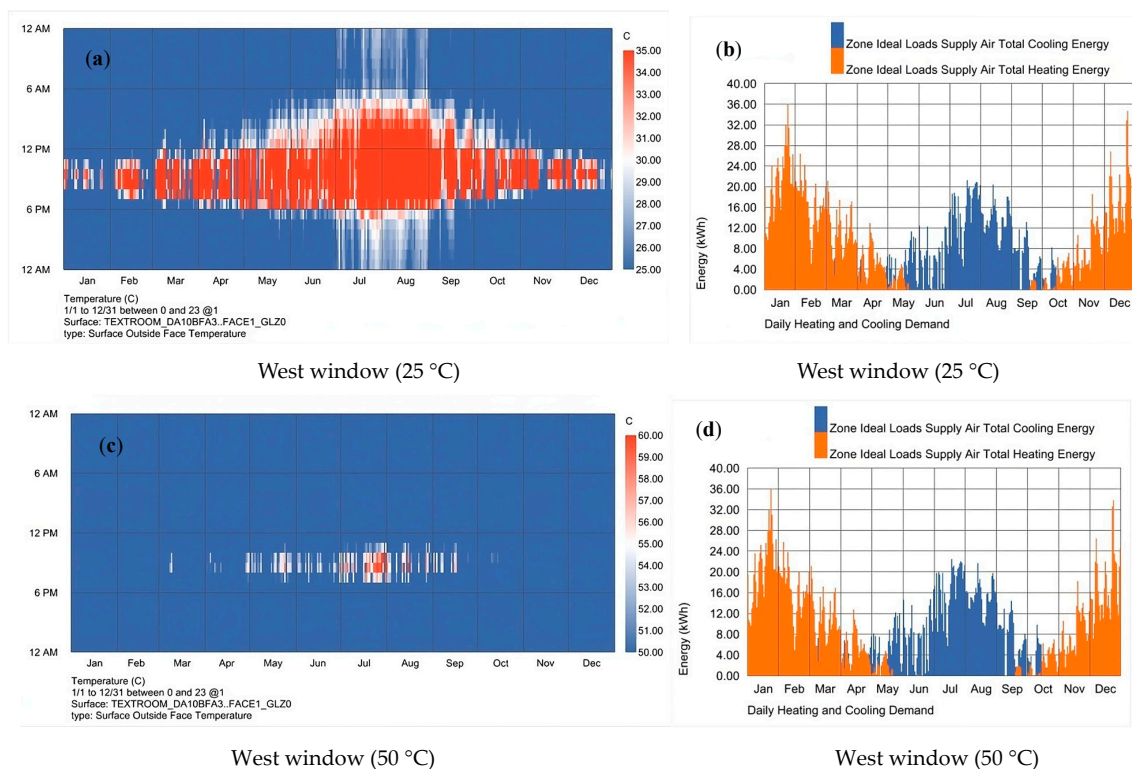 12 AM
6 AM
12 PM
6 PM
12 AM
(a)
C
35.00
34.00
33.00
32.00
31.00
30.00
29.00
28.00
27.00
26.00
25.00
Jan Feb Mar Apr May Jun Jul Aug Sep Oct Nov Dec
Temperature (C)
1/1 to 12/31 between 0 and 23 @1
Surface: TEXTROOM_DA10BFA3..FACE1_GLZ0
type: Surface Outside Face Temperature
West window (25 °C)
(b)
Zone Ideal Loads Supply Air Total Cooling Energy
Zone Ideal Loads Supply Air Total Heating Energy
Energy (kWh)
40.00
36.00
32.00
28.00
24.00
20.00
16.00
12.00
8.00
4.00
0.00
Jan Feb Mar Apr May Jun Jul Aug Sep Oct Nov Dec
Daily Heating and Cooling Demand
West window (25 °C)
12 AM
6 AM
12 PM
6 PM
12 AM
(c)
C
60.00
59.00
58.00
57.00
56.00
55.00
54.00
53.00
52.00
51.00
50.00
Jan Feb Mar Apr May Jun Jul Aug Sep Oct Nov Dec
Temperature (C)
1/1 to 12/31 between 0 and 23 @1
Surface: TEXTROOM_DA10BFA3..FACE1_GLZ0
type: Surface Outside Face Temperature
West window (50 °C)
(d)
Zone Ideal Loads Supply Air Total Cooling Energy
Zone Ideal Loads Supply Air Total Heating Energy
Energy (kWh)
40.00
36.00
32.00
28.00
24.00
20.00
16.00
12.00
8.00
4.00
0.00
Jan Feb Mar Apr May Jun Jul Aug Sep Oct Nov Dec
Daily Heating and Cooling Demand
West window (50 °C)